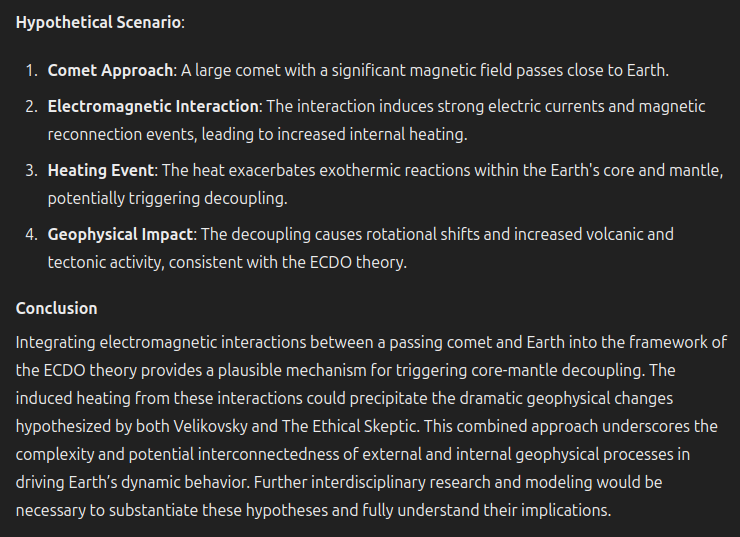 Hypothetical Scenario:
1. Comet Approach: A large comet with a significant magnetic field passes close to Earth.
2. Electromagnetic Interaction: The interaction induces strong electric currents and magnetic
reconnection events, leading to increased internal heating.
3. Heating Event: The heat exacerbates exothermic reactions within the Earth's core and mantle,
potentially triggering decoupling.
4. Geophysical Impact: The decoupling causes rotational shifts and increased volcanic and
tectonic activity, consistent with the ECDO theory.
Conclusion
Integrating electromagnetic interactions between a passing comet and Earth into the framework of
the ECDO theory provides a plausible mechanism for triggering core-mantle decoupling. The
induced heating from these interactions could precipitate the dramatic geophysical changes
hypothesized by both Velikovsky and The Ethical Skeptic. This combined approach underscores the
complexity and potential interconnectedness of external and internal geophysical processes in
driving Earth’s dynamic behavior. Further interdisciplinary research and modeling would be
necessary to substantiate these hypotheses and fully understand their implications.